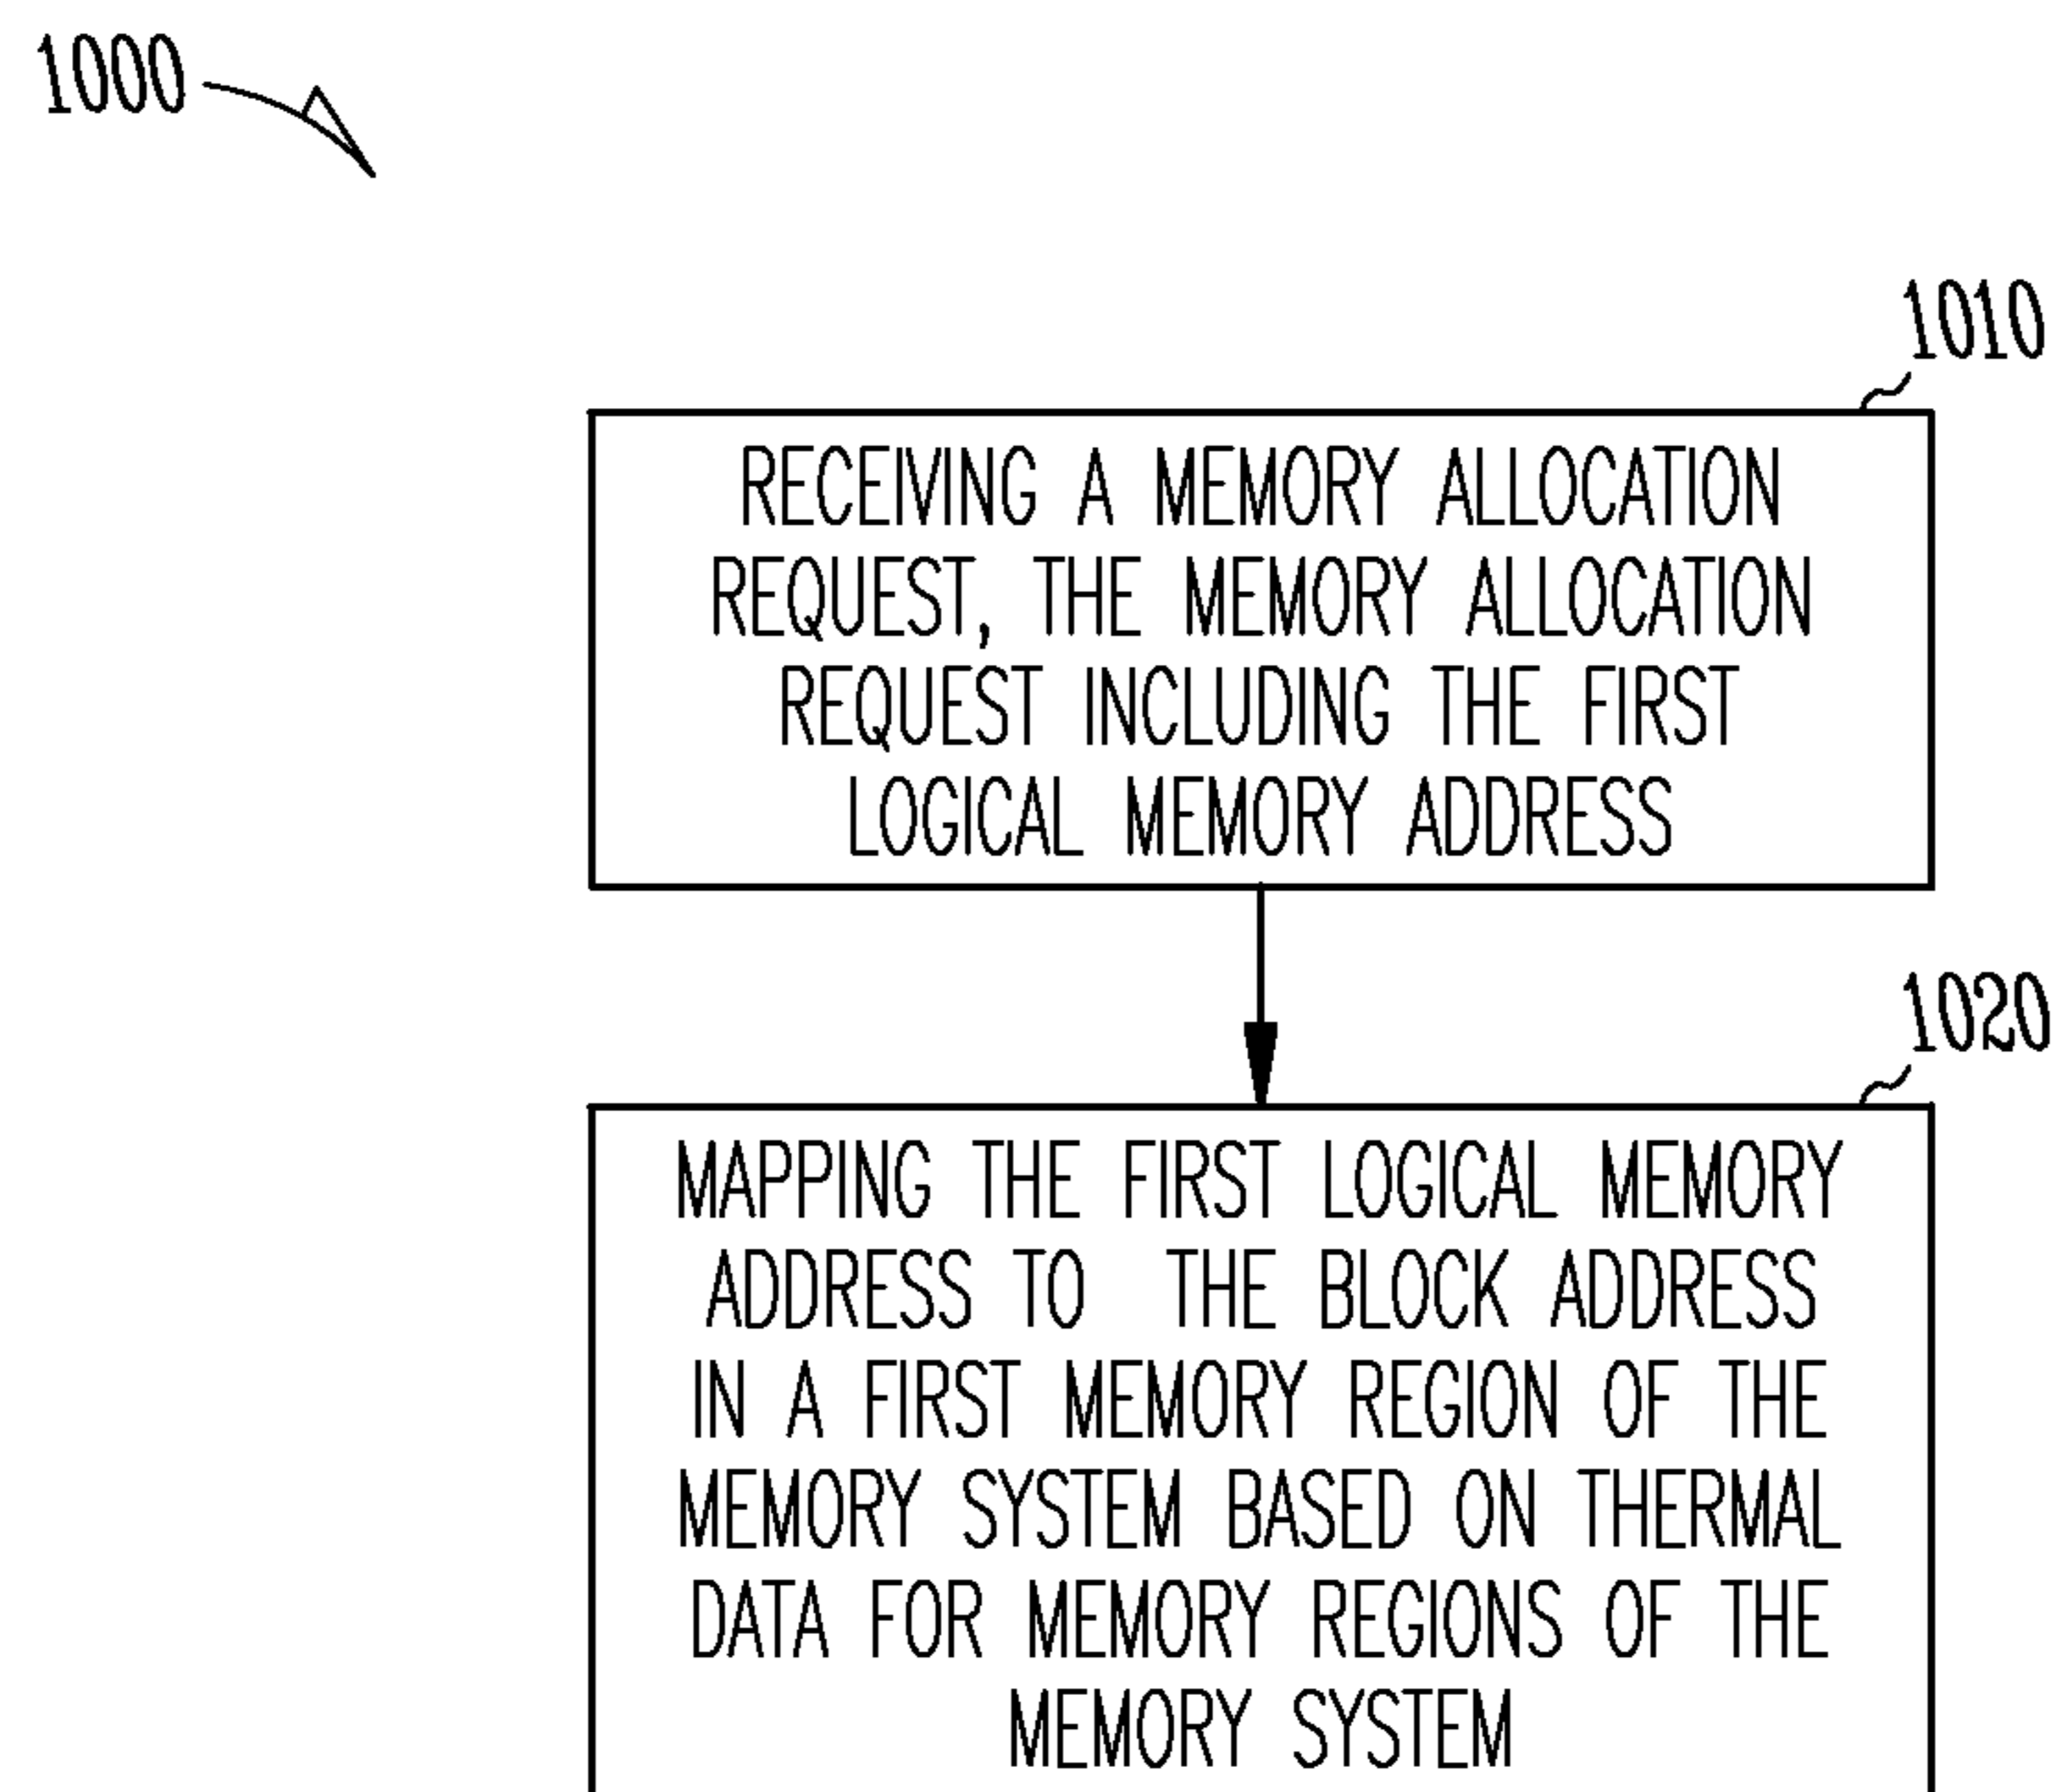 1000
1010
RECEIVING A MEMORY ALLOCATION
REQUEST, THE MEMORY ALLOCATION
REQUEST INCLUDING THE FIRST
LOGICAL MEMORY ADDRESS
1020
MAPPING THE FIRST LOGICAL MEMORY
ADDRESS TO THE BLOCK ADDRESS
IN A FIRST MEMORY REGION OF THE
MEMORY SYSTEM BASED ON THERMAL
DATA FOR MEMORY REGIONS OF THE
MEMORY SYSTEM